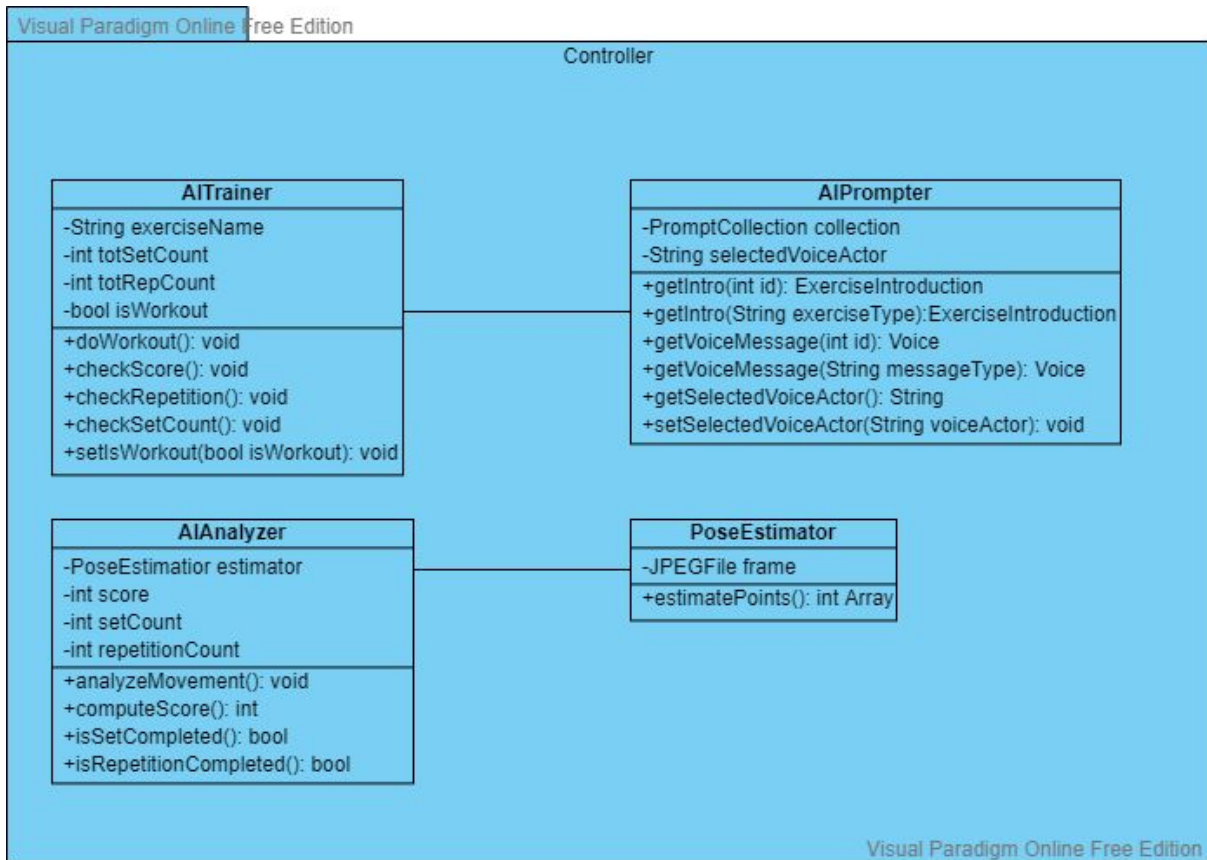 Visual Paradigm Online Free Edition
Controller
AITrainer
-String exerciseName
-int totSetCount
-int totRepCount
-bool isWorkout
+doWorkout(): void
+checkScore(): void
+checkRepetition(): void
+checkSetCount(): void
+setIsWorkout(bool isWorkout): void
AIPrompter
-PromptCollection collection
-String selectedVoiceActor
+getIntro(int id): ExerciseIntroduction
+getIntro(String exerciseType):ExerciseIntroduction
+getVoiceMessage(int id): Voice
+getVoiceMessage(String messageType): Voice
+getSelectedVoiceActor(): String
+setSelectedVoiceActor(String voiceActor): void
AIAnalyzer
-PoseEstimatior estimator
-int score
-int setCount
-int repetitionCount
+analyzeMovement(): void
+computeScore(): int
+isSetCompleted(): bool
+isRepetitionCompleted(): bool
PoseEstimator
-JPEGFile frame
+estimatePoints(): int Array
Visual Paradigm Online Free Edition